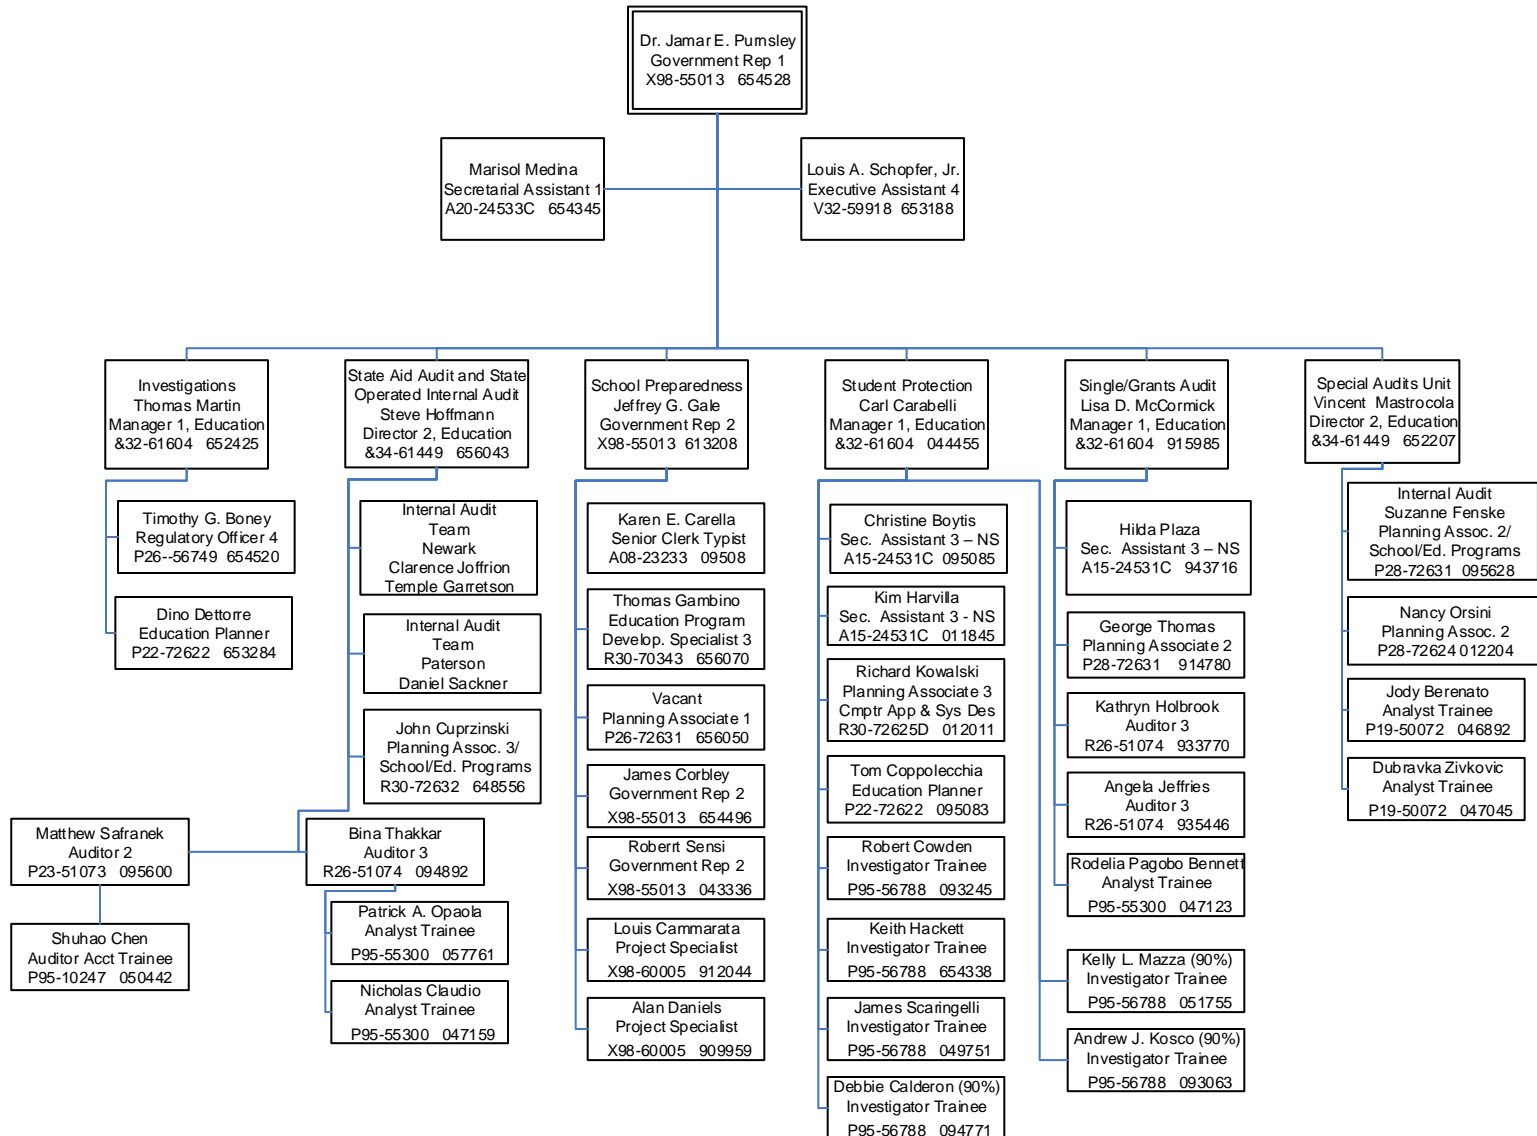 Dr. Jamar E. Purnsley
Government Rep 1
X98-55013 654528
Marisol Medina
Secretarial Assistant 1
A20-24533C 654345
Louis A. Schopfer, Jr.
Executive Assistant 4
V32-59918 653188
Investigations
Thomas Martin
Manager 1, Education
&32-61604 652425
Timothy G. Boney
Regulatory Officer 4
P26--56749 654520
Dino Dettorre
Education Planner
P22-72622 653284
State Aid Audit and State
Operated Internal Audit
Steve Hoffmann
Director 2, Education
&34-61449 656043
Internal Audit
Team
Newark
Clarence Joffrion
Temple Garretson
Internal Audit
Team
Paterson
Daniel Sackner
John Cuprzinski
Planning Assoc. 3/
School/Ed. Programs
R30-72632 648556
Matthew Safranek
Auditor 2
P23-51073 095600
Shuhao Chen
Auditor Acct Trainee
P95-10247 050442
Bina Thakkar
Auditor 3
R26-51074 094892
Patrick A. Opaola
Analyst Trainee
P95-55300 057761
Nicholas Claudio
Analyst Trainee
P95-55300 047159
School Preparedness
Jeffrey G. Gale
Government Rep 2
X98-55013 613208
Karen E. Carella
Senior Clerk Typist
A08-23233 09508
Thomas Gambino
Education Program
Develop. Specialist 3
R30-70343 656070
Vacant
Planning Associate 1
P26-72631 656050
James Corbley
Government Rep 2
X98-55013 654496
Roberrt Sensi
Government Rep 2
X98-55013 043336
Louis Cammarata
Project Specialist
X98-60005 912044
Alan Daniels
Project Specialist
X98-60005 909959
Student Protection
Carl Carabelli
Manager 1, Education
&32-61604 044455
Christine Boytis
Sec. Assistant 3 – NS
A15-24531C 095085
Kim Harvilla
Sec. Assistant 3 - NS
A15-24531C 011845
Richard Kowalski
Planning Associate 3
Cmptr App & Sys Des
R30-72625D 012011
Tom Coppolecchia
Education Planner
P22-72622 095083
Robert Cowden
Investigator Trainee
P95-56788 093245
Keith Hackett
Investigator Trainee
P95-56788 654338
James Scaringelli
Investigator Trainee
P95-56788 049751
Debbie Calderon (90%)
Investigator Trainee
P95-56788 094771
Kelly L. Mazza (90%)
Investigator Trainee
P95-56788 051755
Andrew J. Kosco (90%)
Investigator Trainee
P95-56788 093063
Single/Grants Audit
Lisa D. McCormick
Manager 1, Education
&32-61604 915985
Hilda Plaza
Sec. Assistant 3 – NS
A15-24531C 943716
George Thomas
Planning Associate 2
P28-72631 914780
Kathryn Holbrook
Auditor 3
R26-51074 933770
Angela Jeffries
Auditor 3
R26-51074 935446
Rodelia Pagobo Bennett
Analyst Trainee
P95-55300 047123
Special Audits Unit
Vincent Mastrocola
Director 2, Education
&34-61449 652207
Internal Audit
Suzanne Fenske
Planning Assoc. 2/
School/Ed. Programs
P28-72631 095628
Nancy Orsini
Planning Assoc. 2
P28-72624 012204
Jody Berenato
Analyst Trainee
P19-50072 046892
Dubravka Zivkovic
Analyst Trainee
P19-50072 047045